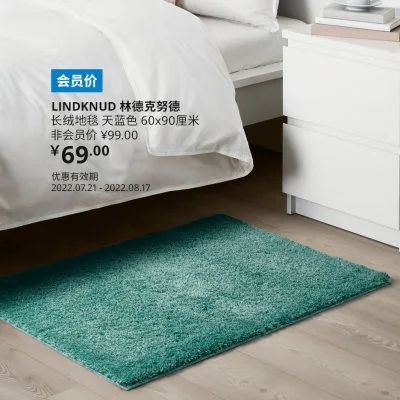 会员价
LINDKNUD 林德克努德
长绒地毯 天蓝色 60x90厘米
非会员价 ¥99.00
¥69.00
优惠有效期
2022.07.21 - 2022.08.17